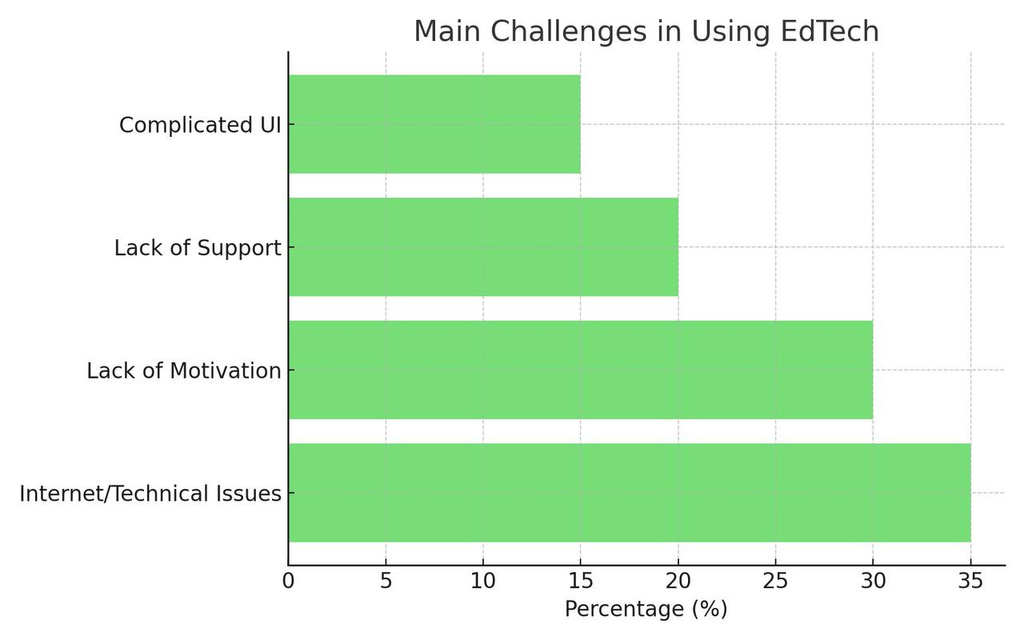 Main Challenges in Using EdTech
Complicated UI
Lack of Support
Lack of Motivation
Internet/Technical Issues
0 5 10 15 20 25 30 35
Percentage (%)